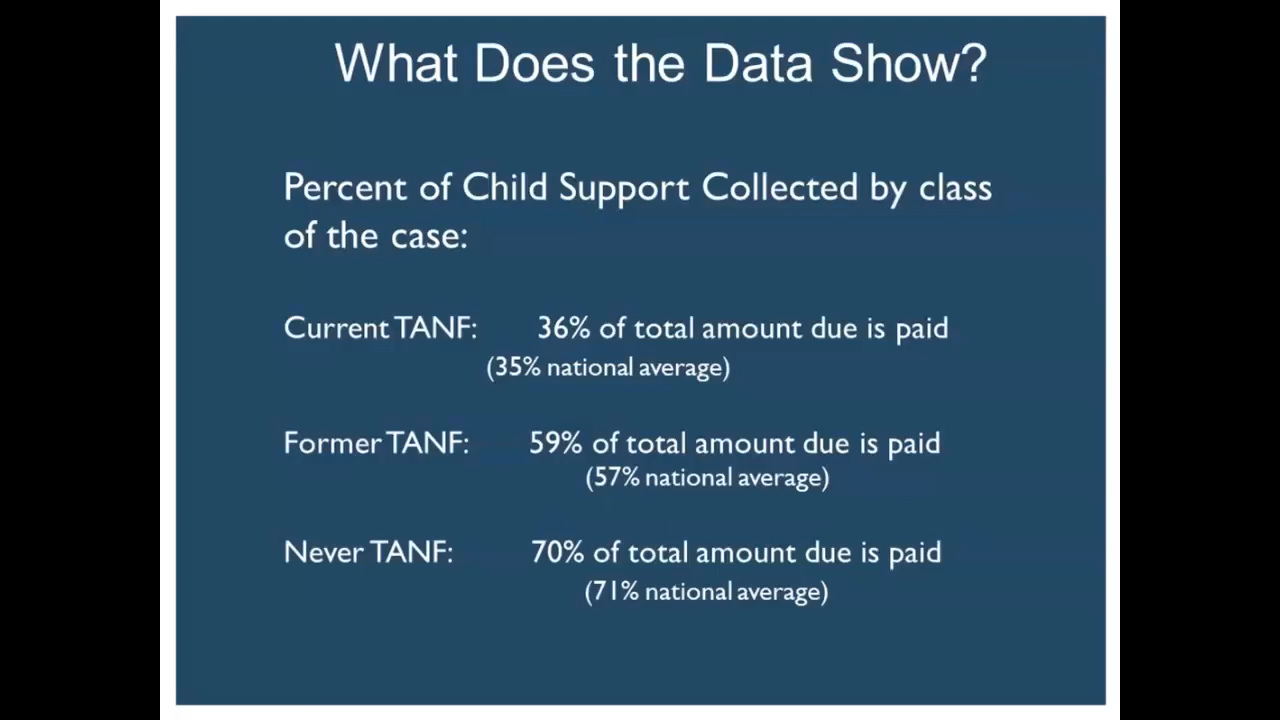 What Does the Data Show?
Percent of Child Support Collected by class
of the case:
Current TANF: 36% of total amount due is paid
(35% national average)
Former TANF: 59% of total amount due is paid
(57% national average)
Never TANF: 70% of total amount due is paid
(71% national average)